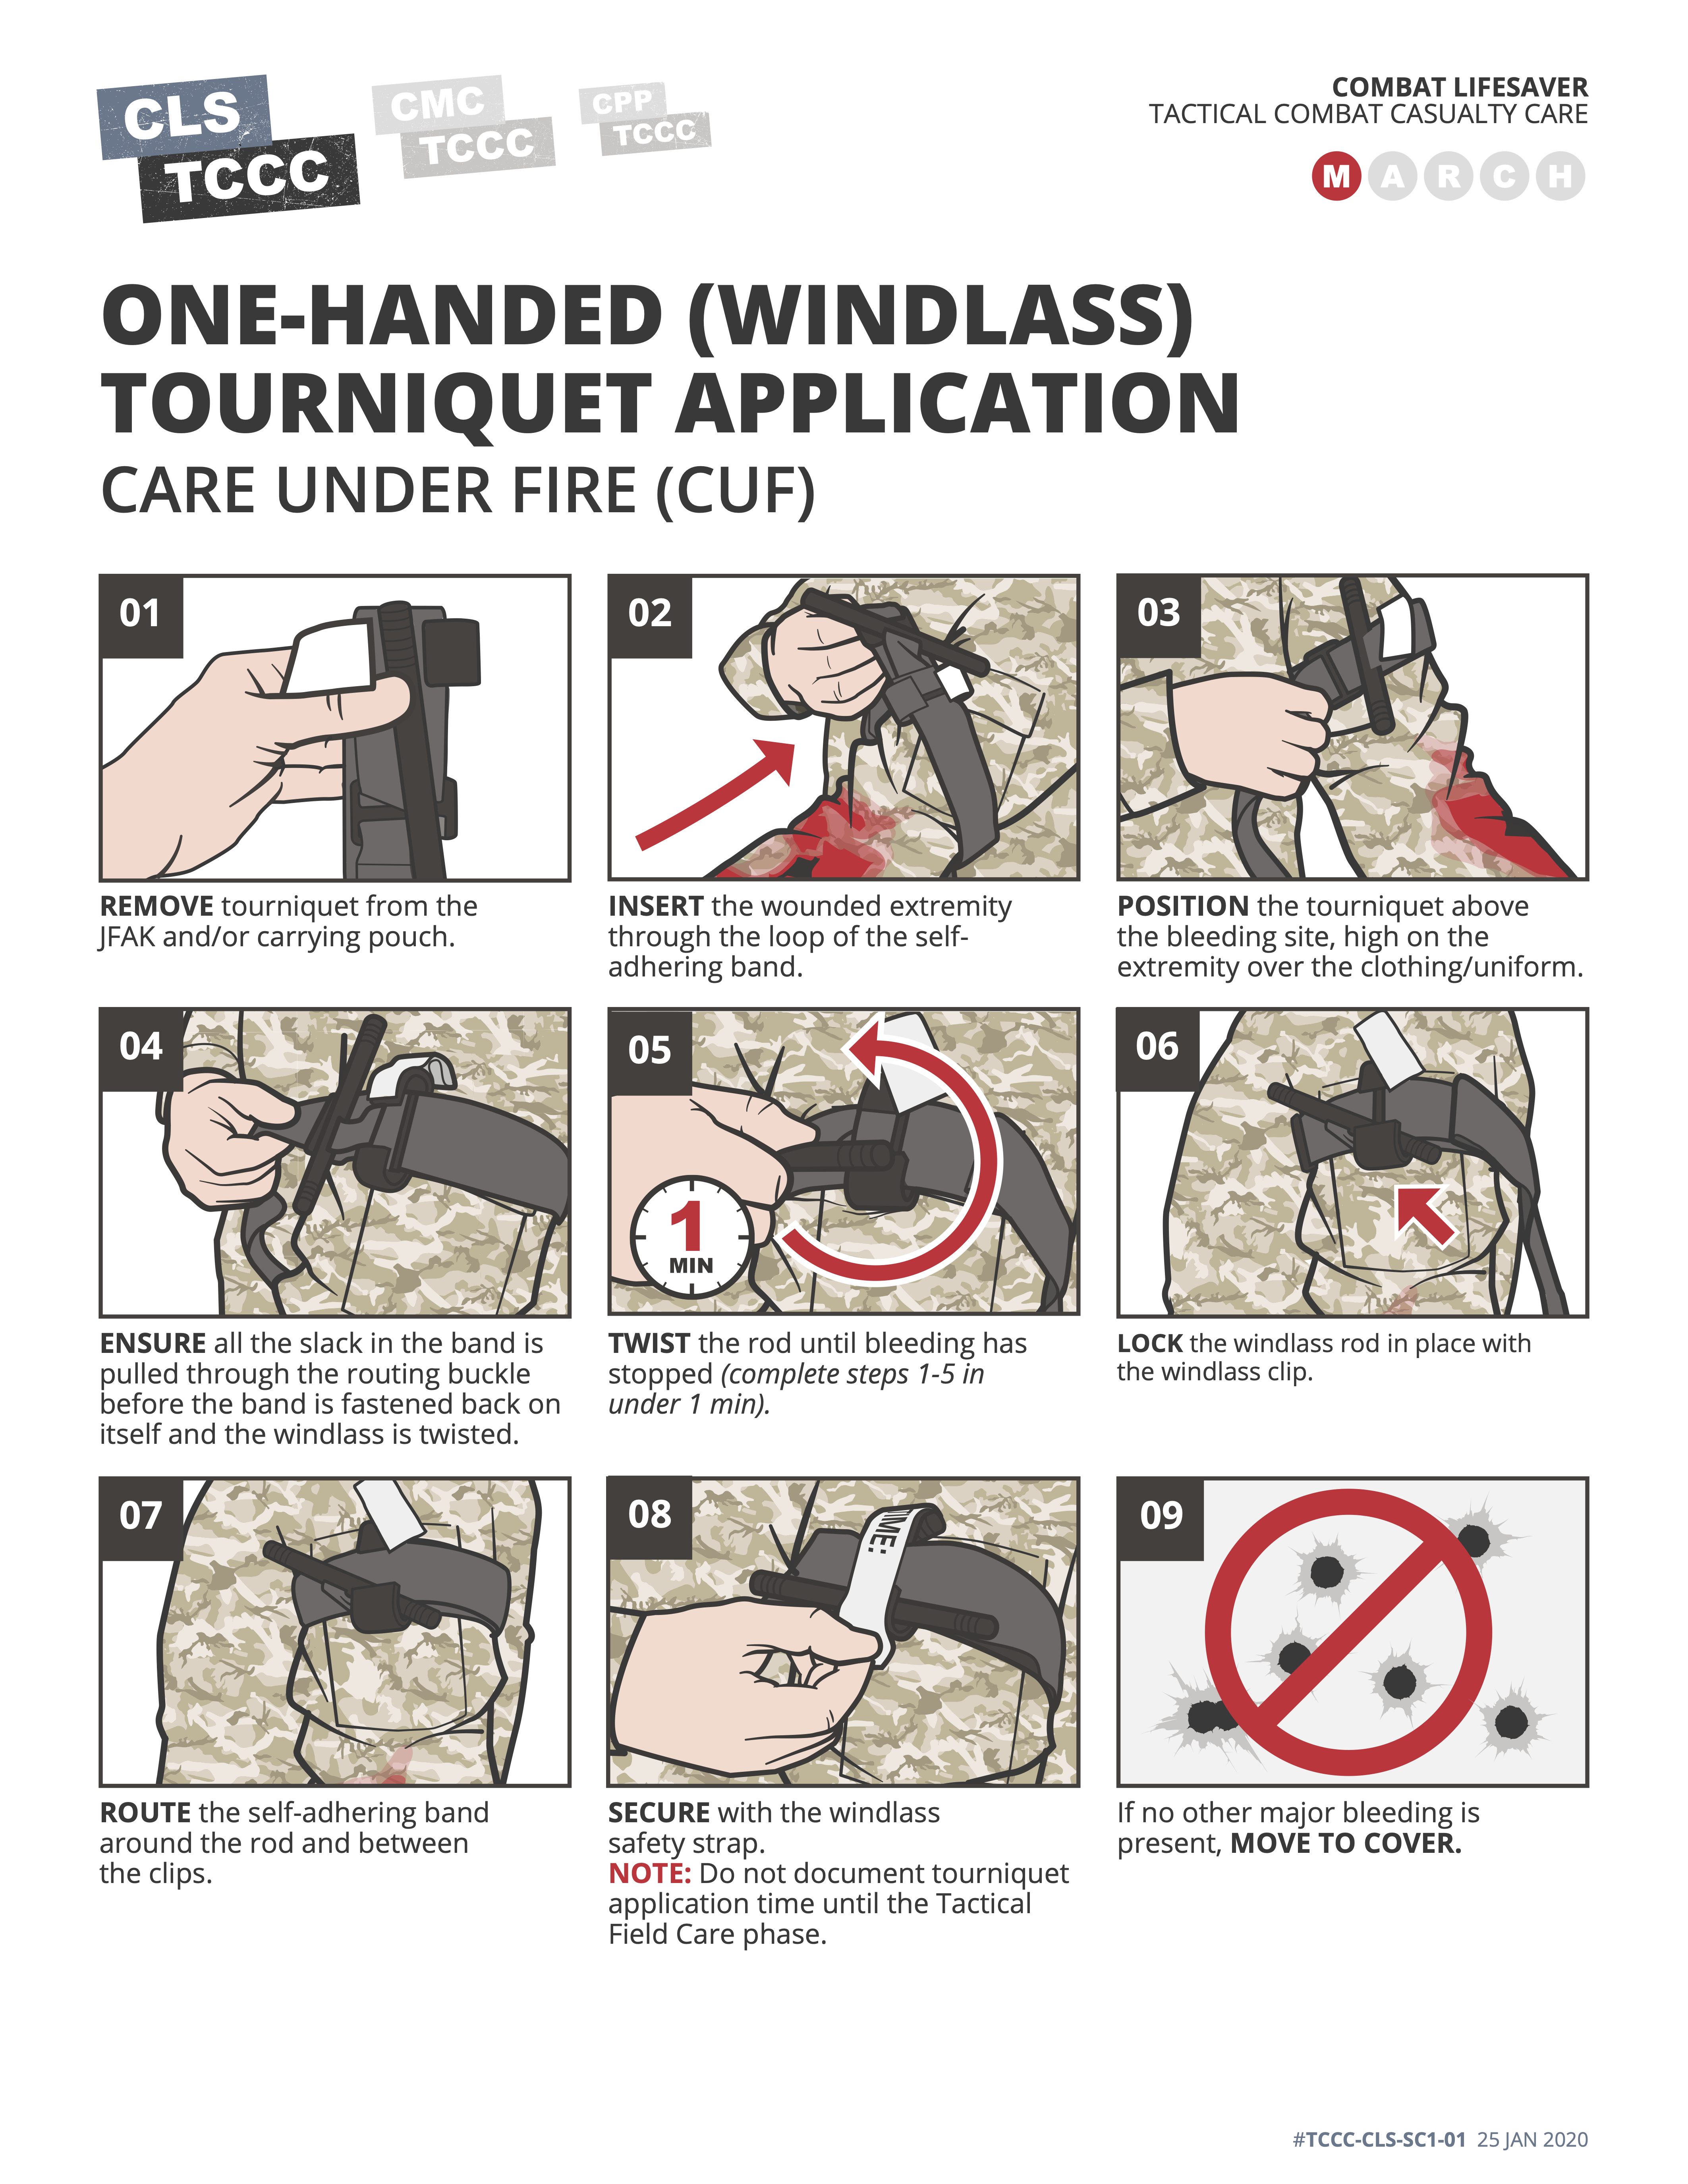 CLS
TCCC
CMC
TCCC
CPP
TCCC
COMBAT LIFESAVER
TACTICAL COMBAT CASUALTY CARE
M A R C H
ONE-HANDED (WINDLASS)
TOURNIQUET APPLICATION
CARE UNDER FIRE (CUF)
01
REMOVE tourniquet from the
JFAK and/or carrying pouch.
02
INSERT the wounded extremity
through the loop of the self-
adhering band.
03
POSITION the tourniquet above
the bleeding site, high on the
extremity over the clothing/uniform.
04
ENSURE all the slack in the band is
pulled through the routing buckle
before the band is fastened back on
itself and the windlass is twisted.
05
1
MIN
TWIST the rod until bleeding has
stopped (complete steps 1-5 in
under 1 min).
06
LOCK the windlass rod in place with
the windlass clip.
07
ROUTE the self-adhering band
around the rod and between
the clips.
08
TIME:
SECURE with the windlass
safety strap.
NOTE: Do not document tourniquet
application time until the Tactical
Field Care phase.
09
If no other major bleeding is
present, MOVE TO COVER.
#TCCC-CLS-SC1-01 25 JAN 2020